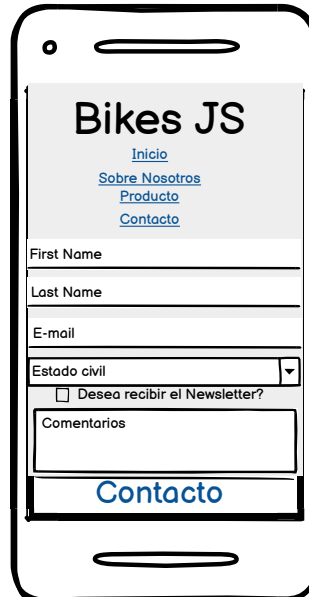 Bikes JS
Inicio
Sobre Nosotros
Producto
Contacto
First Name
Last Name
E-mail
Estado civil
Desea recibir el Newsletter?
Comentarios
Contacto